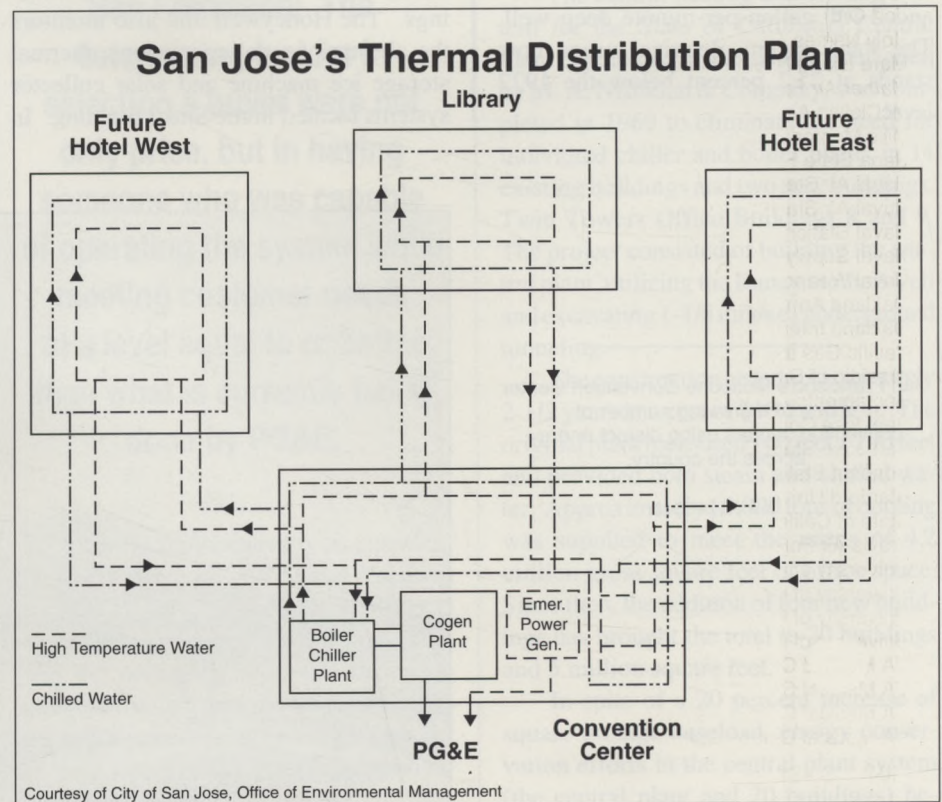 San Jose's Thermal Distribution Plan
Library
Future
Hotel West
Future
Hotel East
High Temperature Water
Chilled Water
Boiler
Chiller
Plant
Cogen
Plant
Emer.
Power
Gen.
PG&E
Convention
Center
Courtesy of City of San Jose, Office of Environmental Management